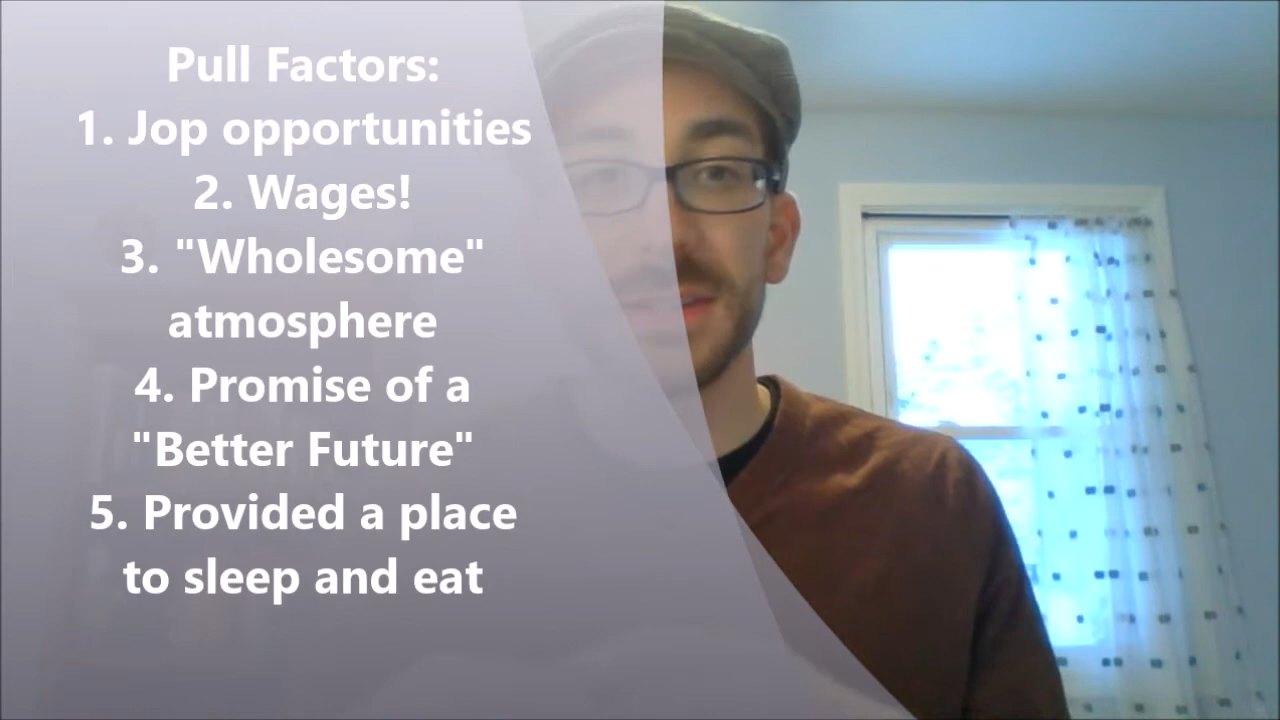 Pull Factors:
1. Jop opportunities
2. Wages!
3. "Wholesome"
atmosphere
4. Promise of a
"Better Future"
5. Provided a place
to sleep and eat